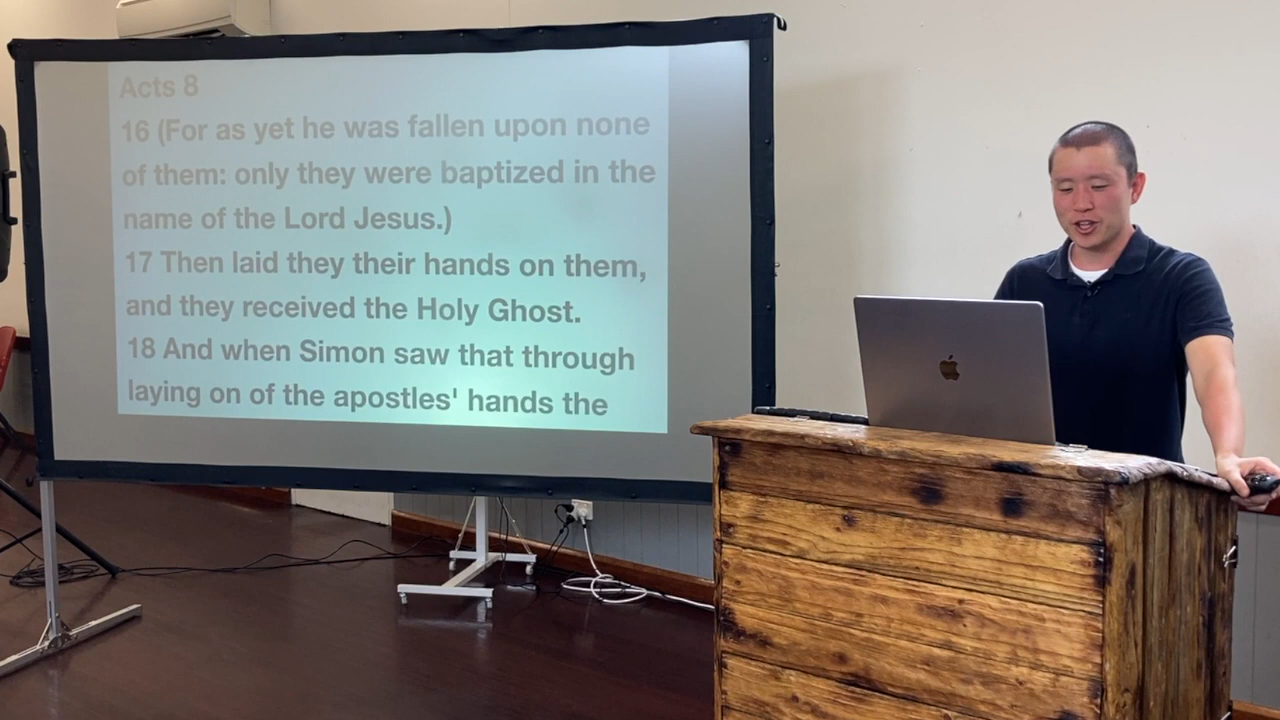 Acts 8
16 (For as yet he was fallen upon none
of them: only they were baptized in the
name of the Lord Jesus.)
17 Then laid they their hands on them,
and they received the Holy Ghost.
18 And when Simon saw that through
laying on of the apostles' hands the